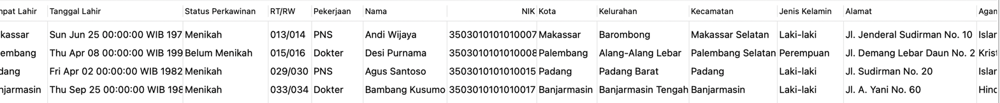 mpat Lahir Tanggal Lahir Status Perkawinan RT/RW Pekerjaan Nama NIK Kota Kelurahan Kecamatan Jenis Kelamin Alamat Agan
kassar Sun Jun 25 00:00:00 WIB 197 Menikah 013/014 PNS Andi Wijaya 3503010101010007 Makassar Barombong Makassar Selatan Laki-laki Jl. Jenderal Sudirman No. 10 Islar
embang Thu Apr 08 00:00:00 WIB 199 Belum Menikah 015/016 Dokter Desi Purnama 3503010101010008 Palembang Alang-Alang Lebar Palembang Selatan Perempuan Jl. Demang Lebar Daun No. 2 Krist
dang Fri Apr 02 00:00:00 WIB 1982 Menikah 029/030 PNS Agus Santoso 3503010101010015 Padang Padang Barat Padang Laki-laki Jl. Sudirman No. 20 Islar
njarmasin Thu Sep 25 00:00:00 WIB 198 Menikah 033/034 Dokter Bambang Kusumo 3503010101010017 Banjarmasin Banjarmasin Tengah Banjarmasin Laki-laki Jl. A. Yani No. 60 Hind